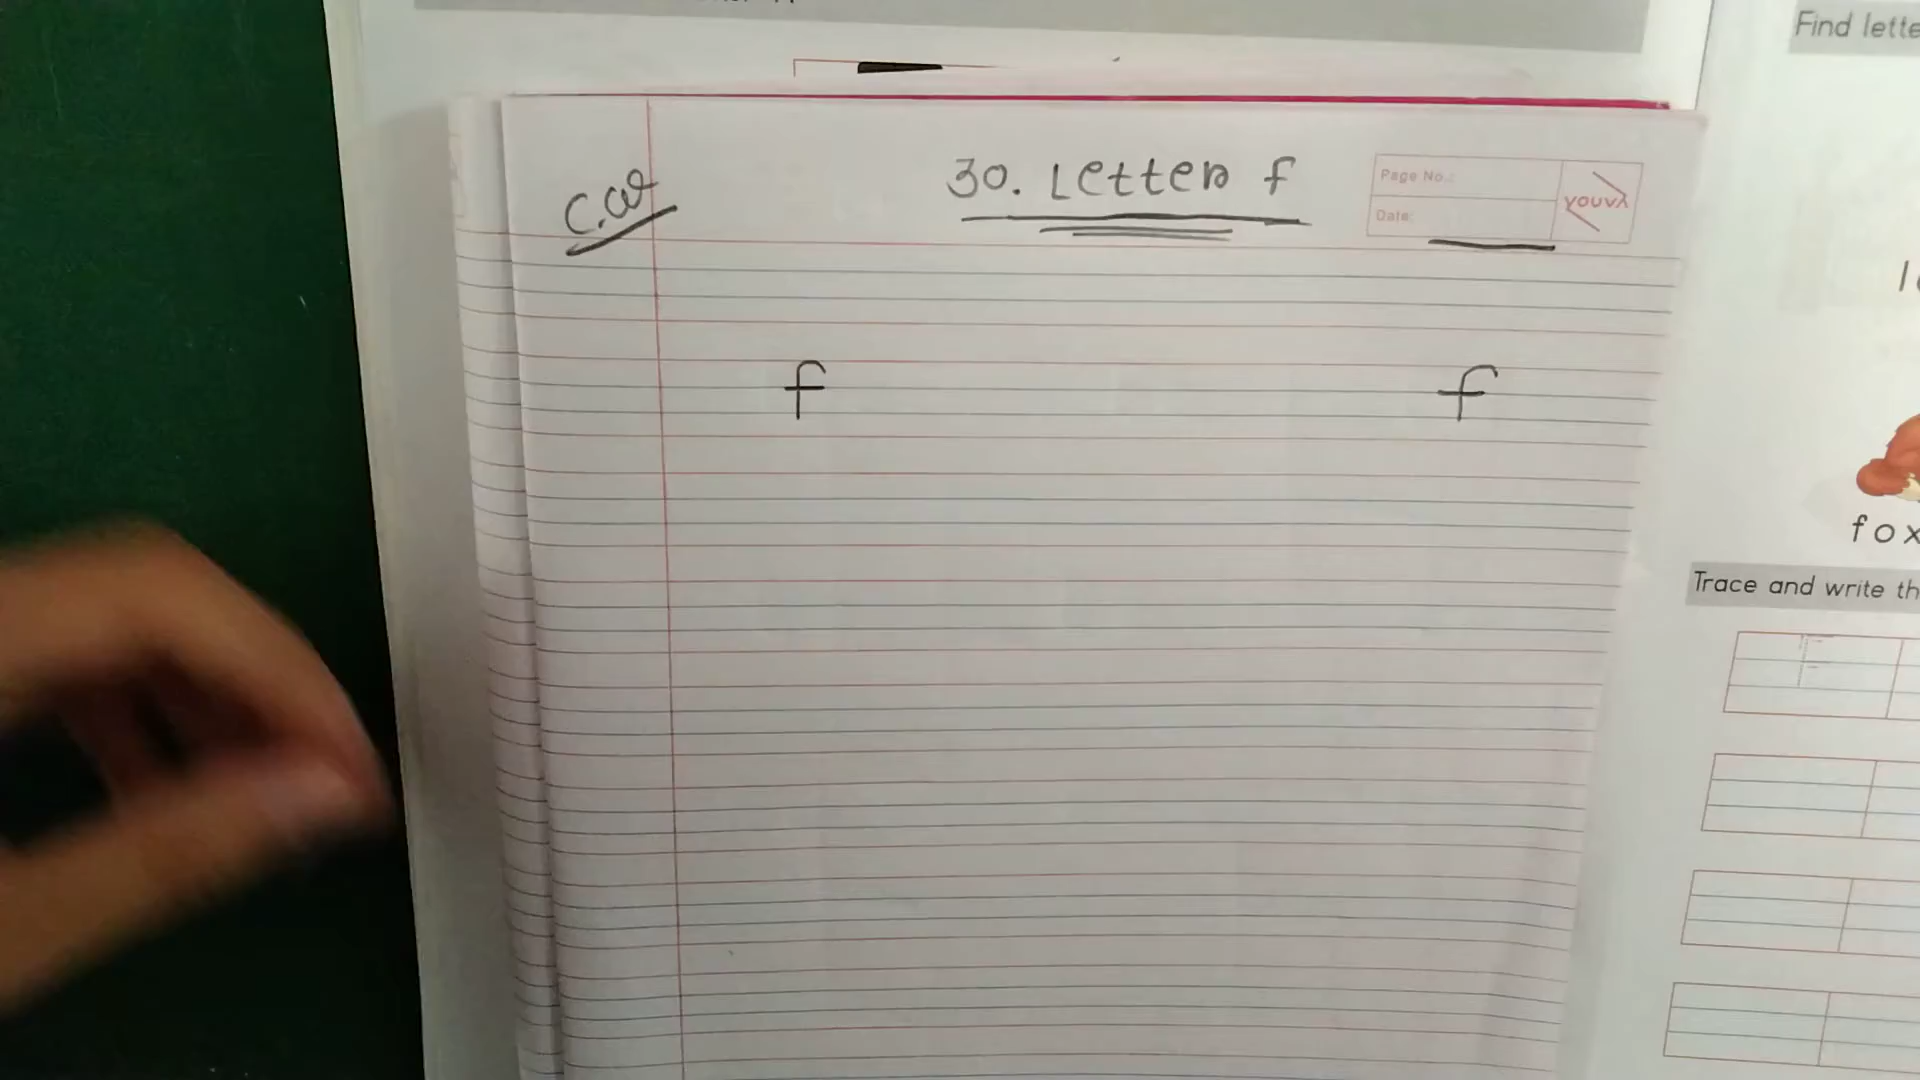 C.W
30. Letter f
Page No.:
Date:
youva
f f
Find lette
fox
Trace and write th